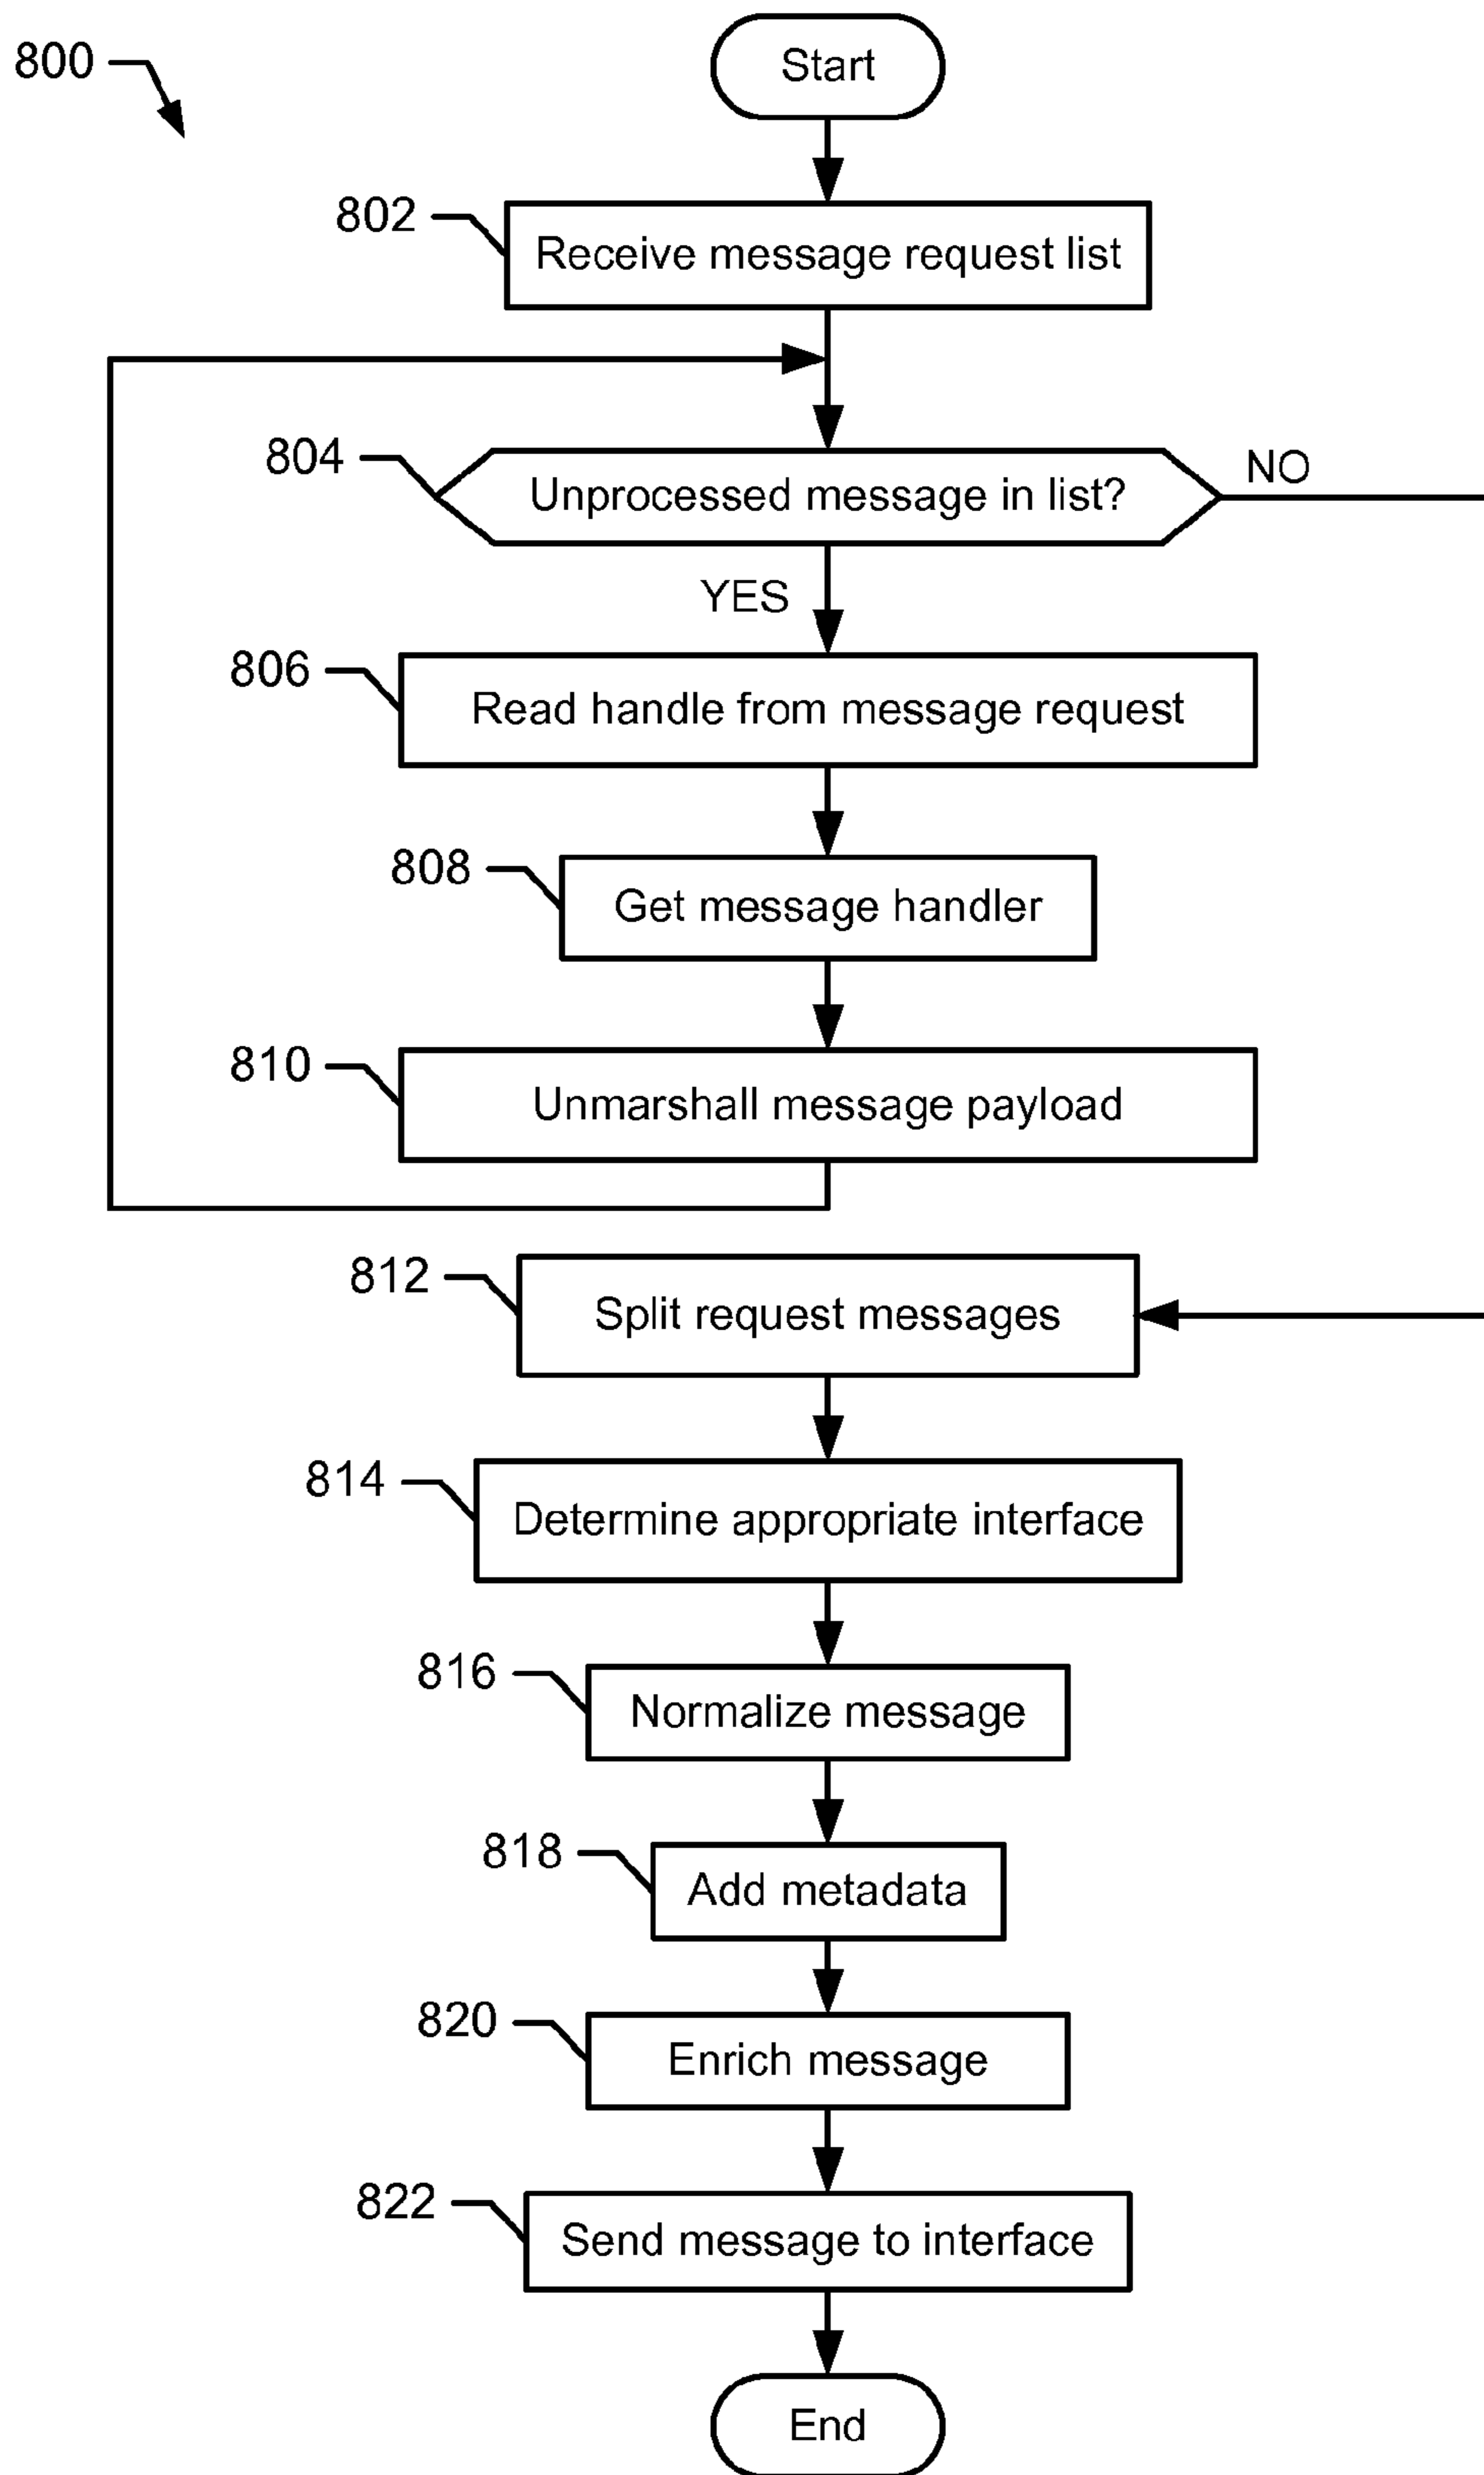 800
Start
802
Receive message request list
804
Unprocessed message in list?
NO
YES
806
Read handle from message request
808
Get message handler
810
Unmarshall message payload
812
Split request messages
814
Determine appropriate interface
816
Normalize message
818
Add metadata
820
Enrich message
822
Send message to interface
End